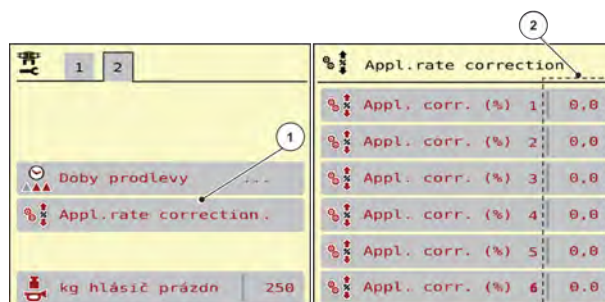 2
1 2
1
Doby prodlevy ...
Appl.rate correction.
kg hlásič prázdn 250
Appl.rate correction
Appl. corr. (%) 1 0,0
Appl. corr. (%) 2 0,0
Appl. corr. (%) 3 0,0
Appl. corr. (%) 4 0,0
Appl. corr. (%) 5 0,0
Appl. corr. (%) 6 0.0